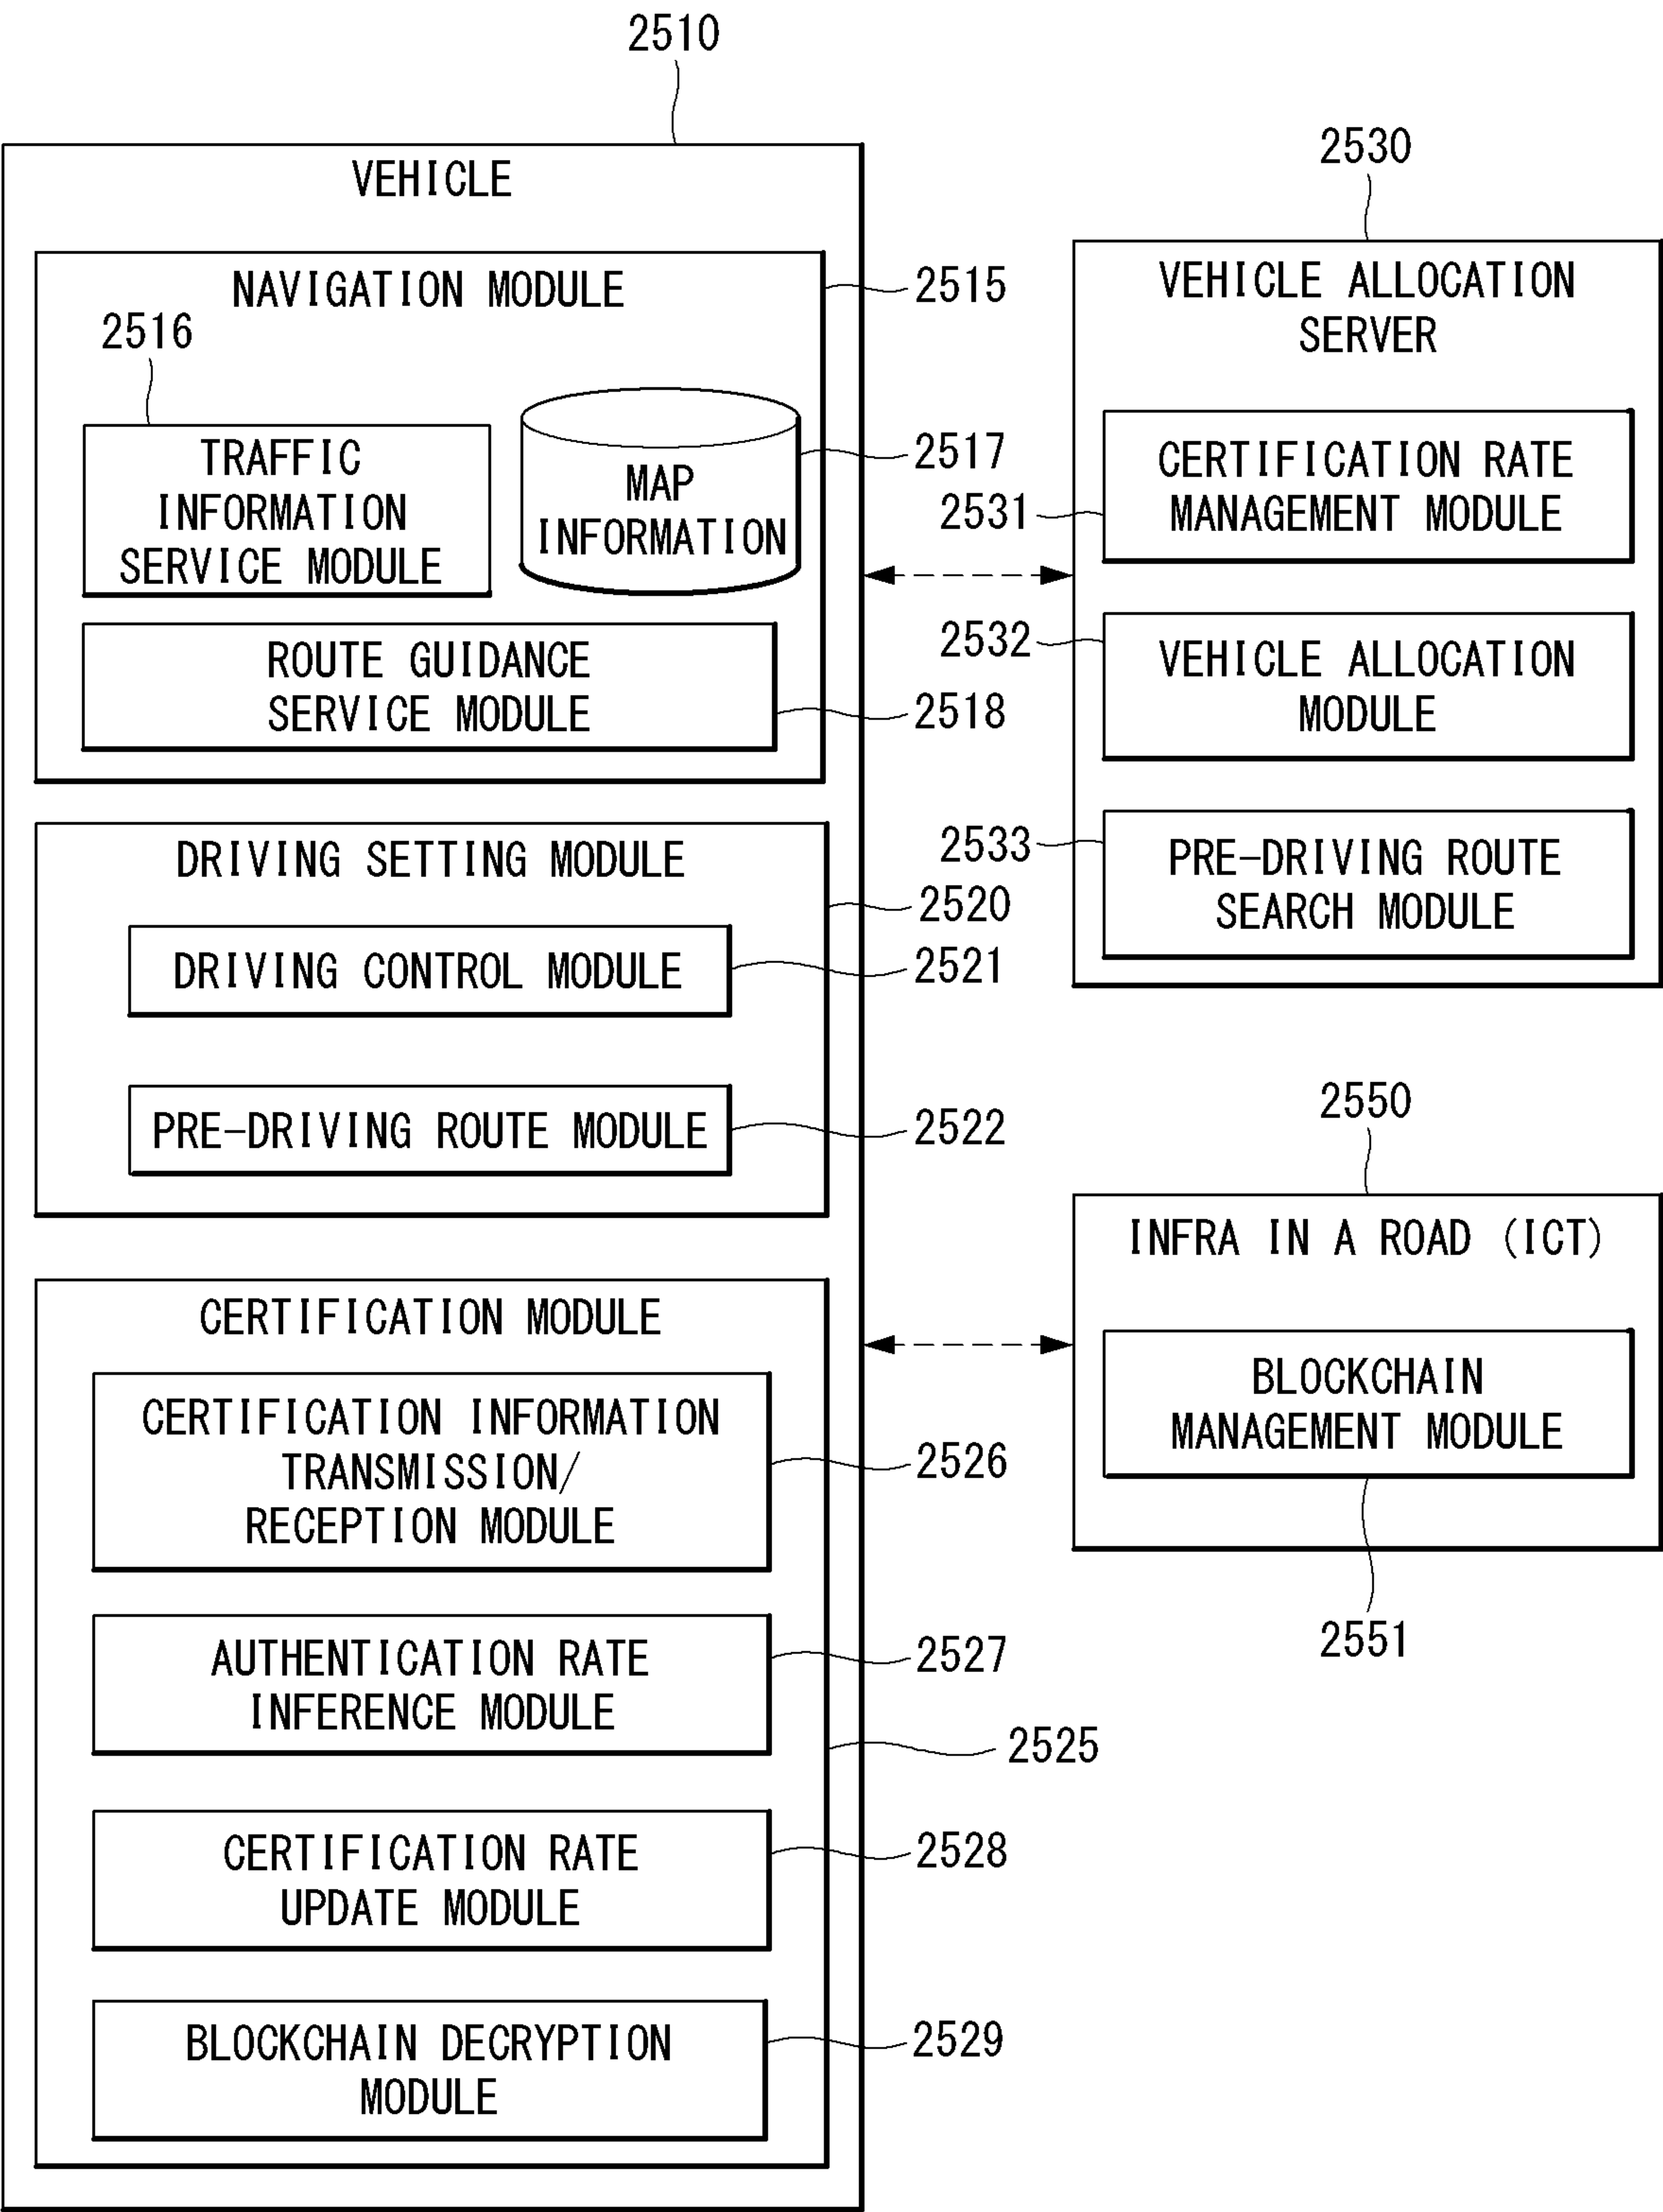 2510
VEHICLE
NAVIGATION MODULE
2515
2516
TRAFFIC
INFORMATION
SERVICE MODULE
MAP
INFORMATION
2517
ROUTE GUIDANCE
SERVICE MODULE
2518
DRIVING SETTING MODULE
2520
DRIVING CONTROL MODULE
2521
PRE-DRIVING ROUTE MODULE
2522
CERTIFICATION MODULE
CERTIFICATION INFORMATION
TRANSMISSION/
RECEPTION MODULE
2526
AUTHENTICATION RATE
INFERENCE MODULE
2527
2525
CERTIFICATION RATE
UPDATE MODULE
2528
BLOCKCHAIN DECRYPTION
MODULE
2529
2530
VEHICLE ALLOCATION
SERVER
CERTIFICATION RATE
MANAGEMENT MODULE
2531
2532
VEHICLE ALLOCATION
MODULE
2533
PRE-DRIVING ROUTE
SEARCH MODULE
2550
INFRA IN A ROAD (ICT)
BLOCKCHAIN
MANAGEMENT MODULE
2551